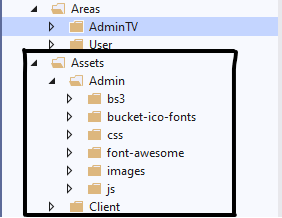 Areas
AdminTV
User
Assets
Admin
bs3
bucket-ico-fonts
css
font-awesome
images
js
Client